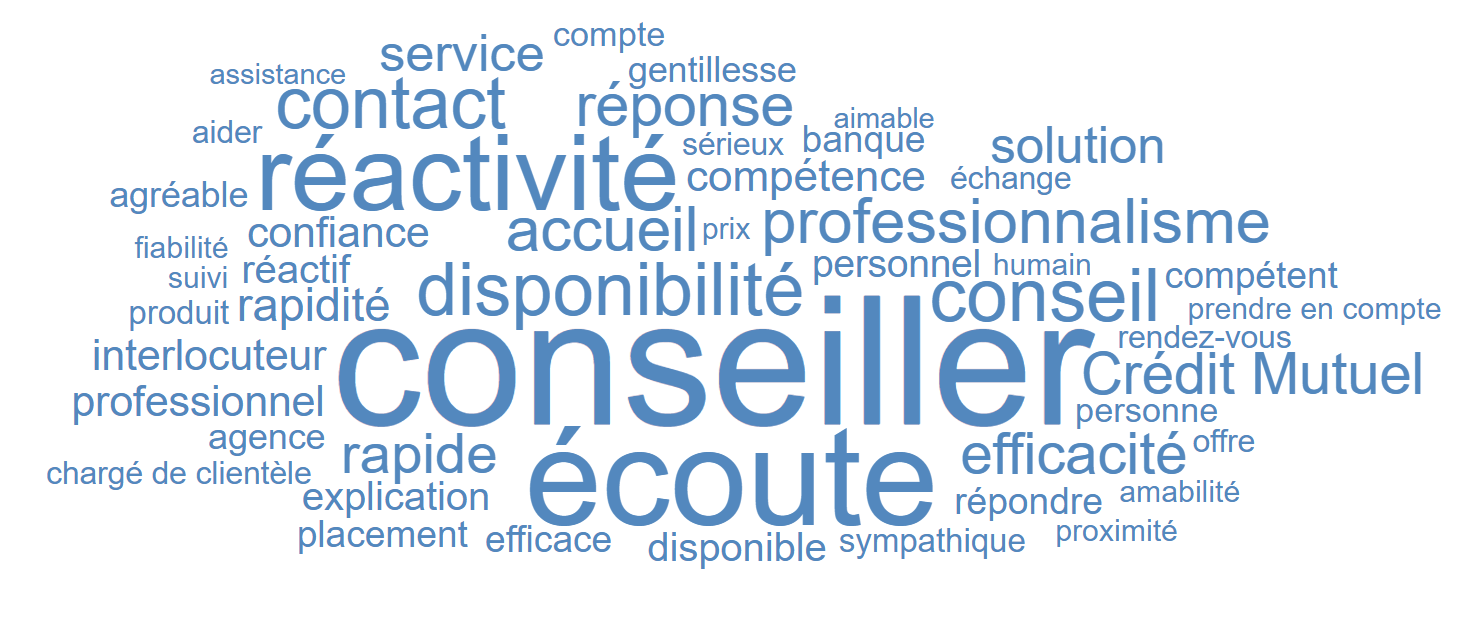 compte
service
gentillesse
assistance
contact
réponse
aimable
aider
sérieux
banque
solution
réactivité
compétence
échange
agréable
accueil
prix
professionnalisme
confiance
fiabilité
personnel
humain
suivi
réactif
disponibilité
conseil
compétent
produit
rapidité
prendre en compte
rendez-vous
interlocuteur
conseiller
Crédit Mutuel
professionnel
personne
agence
rapide
écoute
efficacité
offre
chargé de clientèle
explication
répondre
amabilité
placement
efficace
disponible
sympathique
proximité